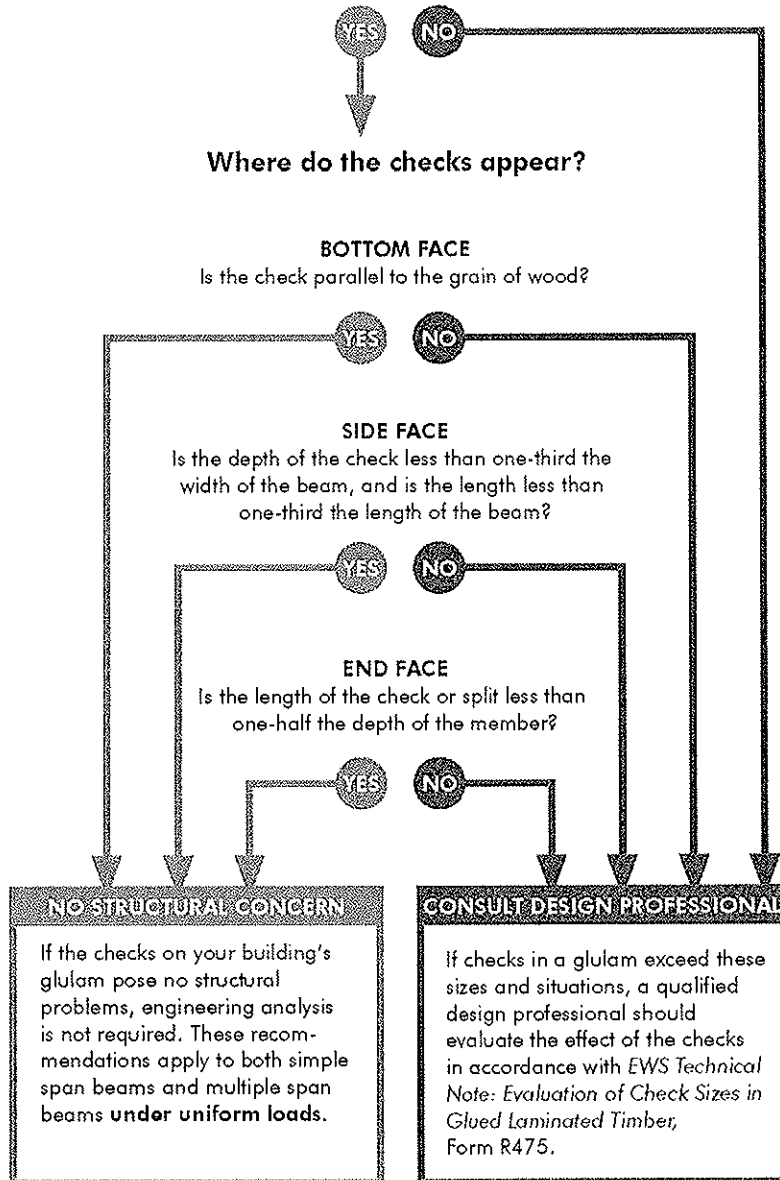 YES NO
Where do the checks appear?
BOTTOM FACE
Is the check parallel to the grain of wood?
YES NO
SIDE FACE
Is the depth of the check less than one-third the
width of the beam, and is the length less than
one-third the length of the beam?
YES NO
END FACE
Is the length of the check or split less than
one-half the depth of the member?
YES NO
NO STRUCTURAL CONCERN
If the checks on your building's
glulam pose no structural
problems, engineering analysis
is not required. These recom-
mendations apply to both simple
span beams and multiple span
beams under uniform loads.
CONSULT DESIGN PROFESSIONAL
If checks in a glulam exceed these
sizes and situations, a qualified
design professional should
evaluate the effect of the checks
in accordance with EWS Technical
Note: Evaluation of Check Sizes in
Glued Laminated Timber,
Form R475.